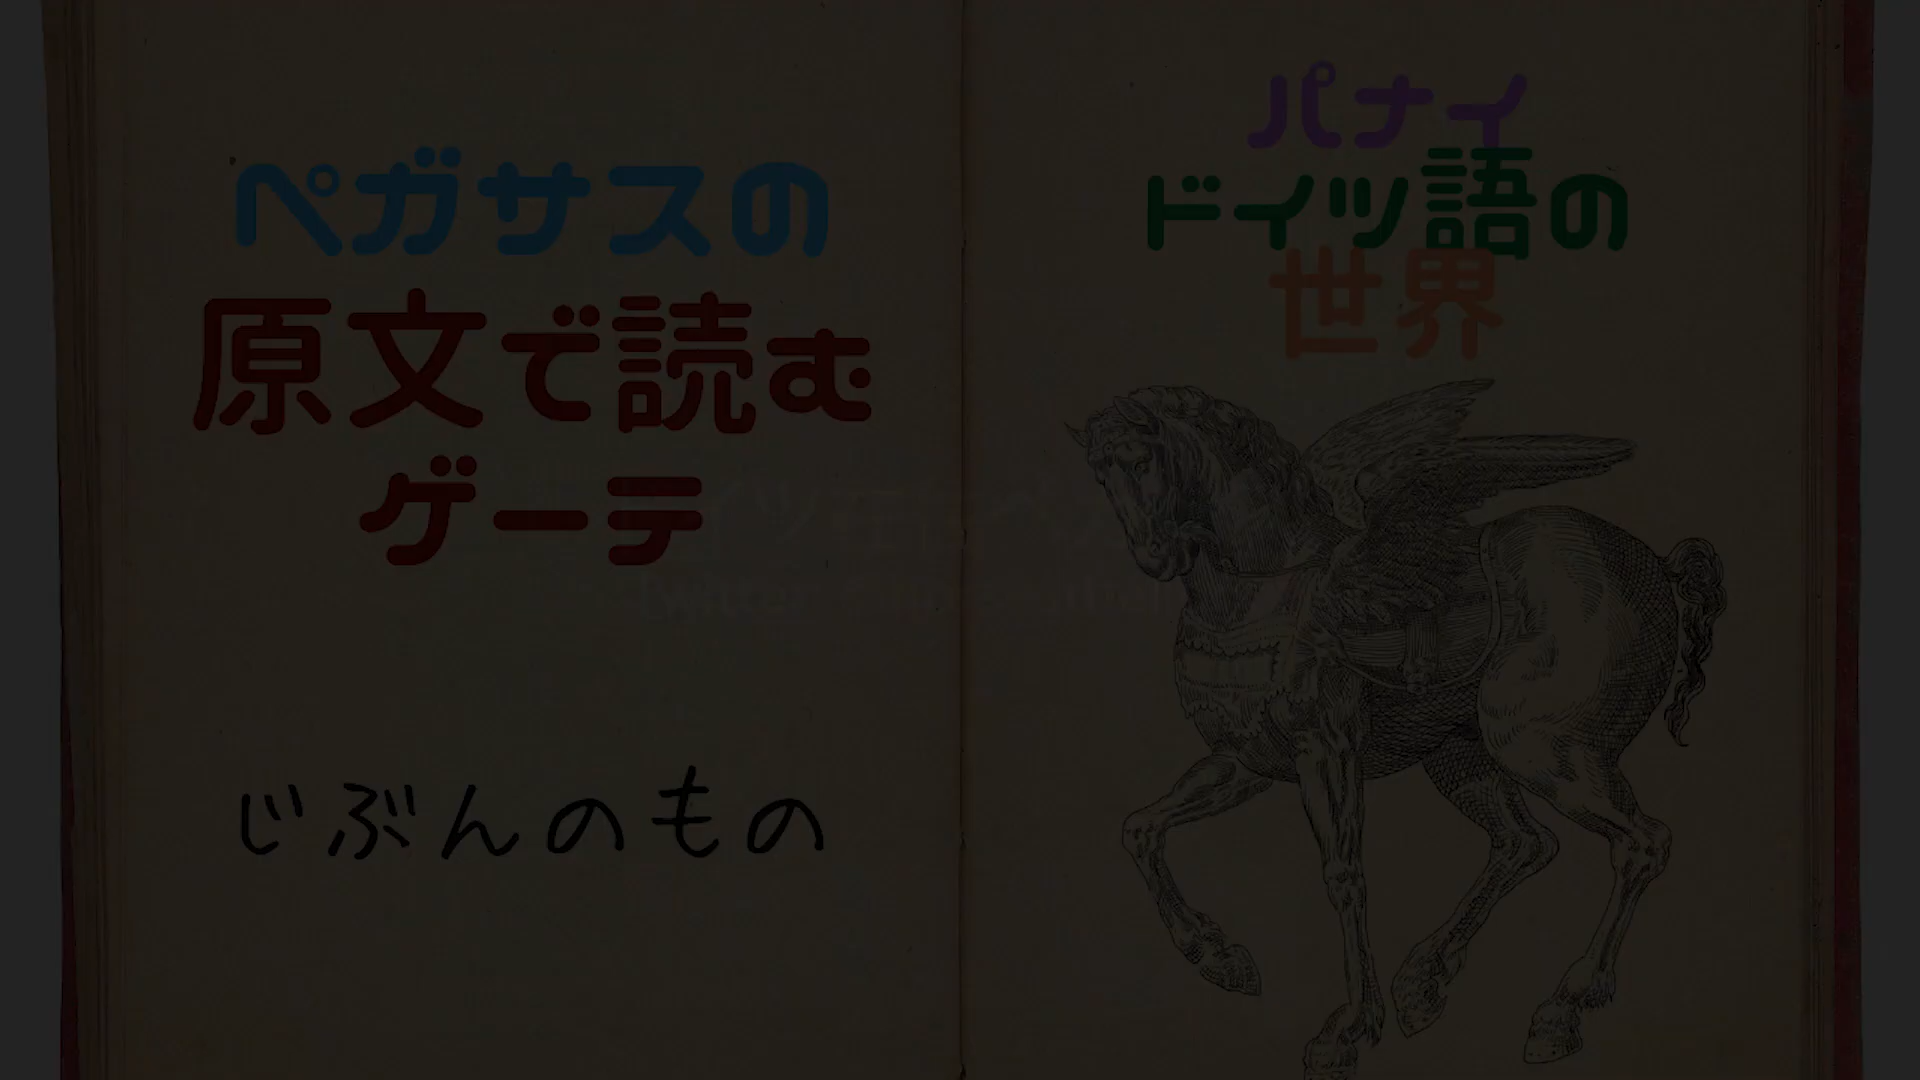 ペガサスの
原文で読む
ゲーテ
じぶんのもの
パナイ
ドイツ語の
世界